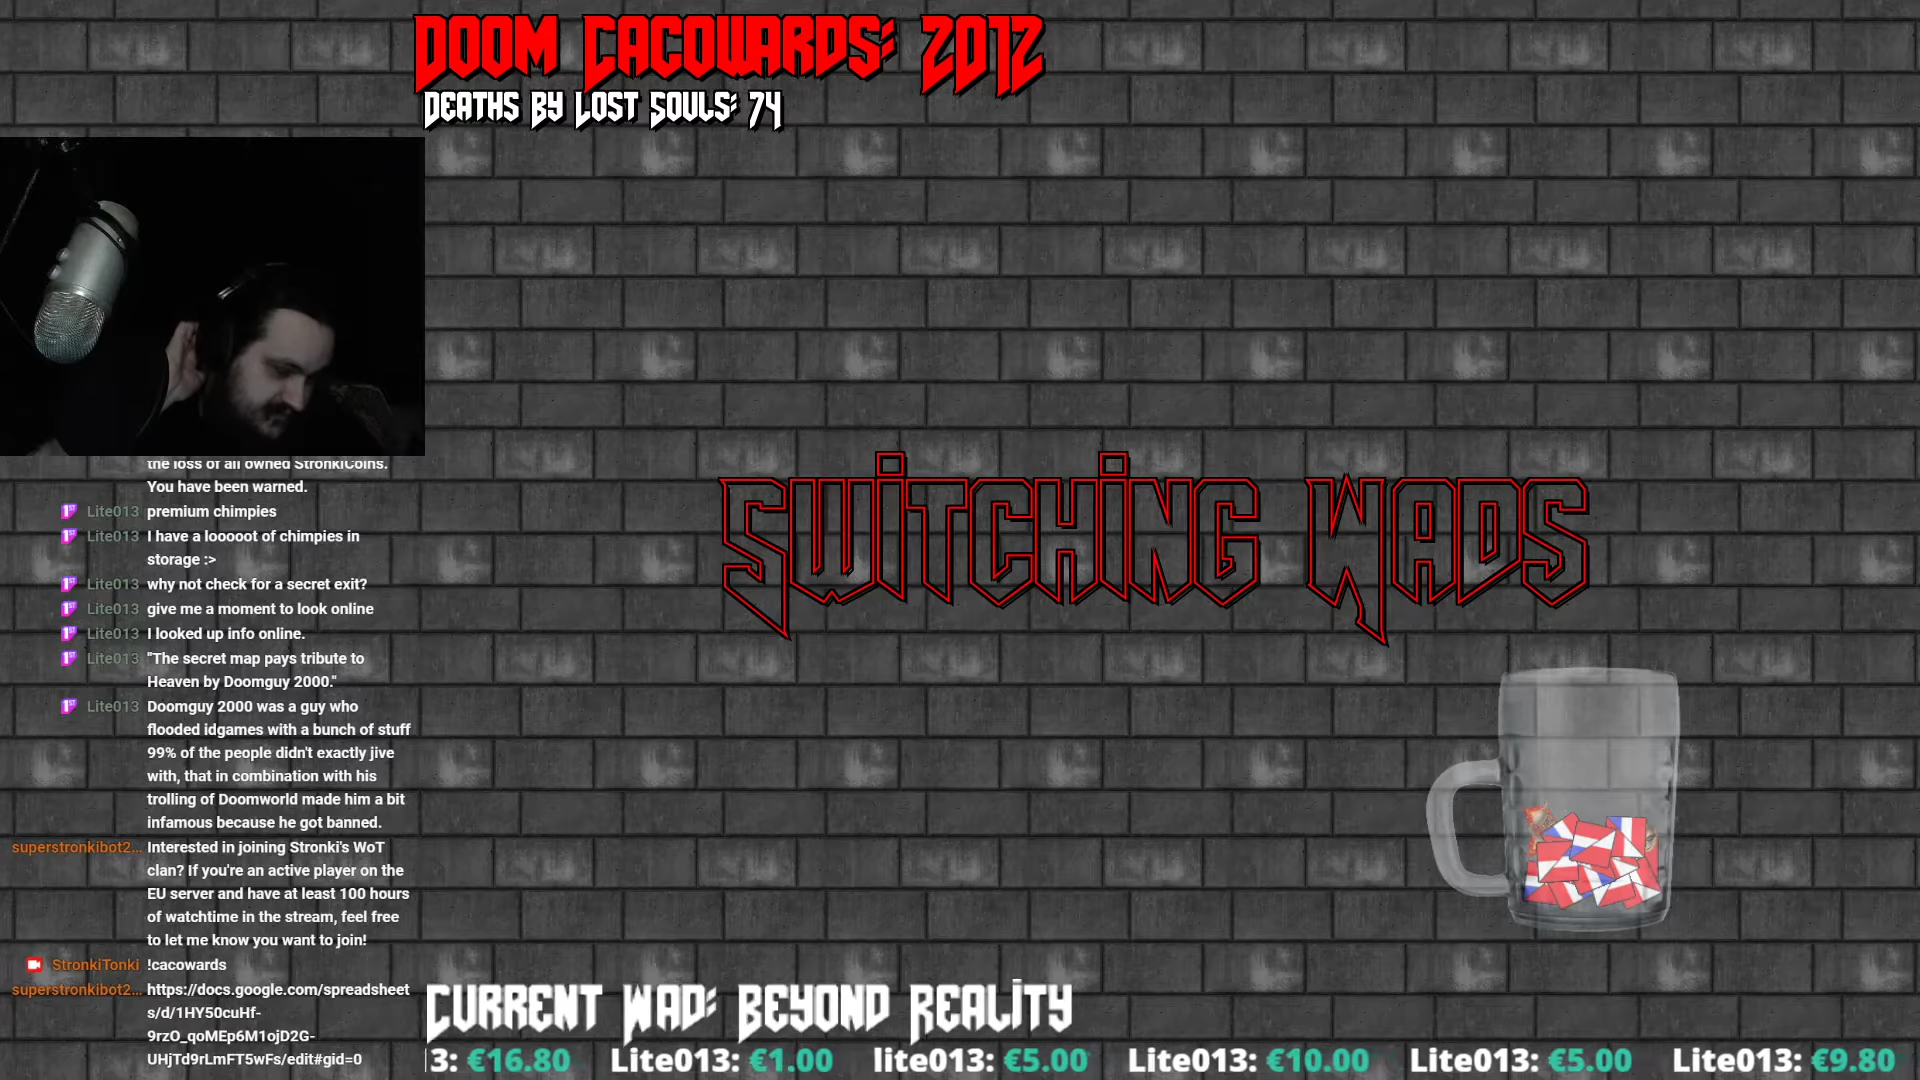 DOOM CACOWARDS: 2012
DEATHS BY LOST SOULS: 74
the loss of all owned StronkiCoins.
You have been warned.
Lite013 premium chimpies
Lite013 I have a looooot of chimpies in
storage :>
Lite013 why not check for a secret exit?
Lite013 give me a moment to look online
Lite013 I looked up info online.
Lite013 "The secret map pays tribute to
Heaven by Doomguy 2000."
Lite013 Doomguy 2000 was a guy who
flooded idgames with a bunch of stuff
99% of the people didn't exactly jive
with, that in combination with his
trolling of Doomworld made him a bit
infamous because he got banned.
superstronkibot2... Interested in joining Stronki's WoT
clan? If you're an active player on the
EU server and have at least 100 hours
of watchtime in the stream, feel free
to let me know you want to join!
StronkiTonki !cacowards
superstronkibot2... https://docs.google.com/spreadsheet
s/d/1HY50cuHf-
9rzO_qoMEp6M1ojD2G-
UHjTd9rLmFT5wFs/edit#gid=0
SWITCHING WADS
CURRENT WAD: BEYOND REALITY
3: €16.80 Lite013: €1.00 lite013: €5.00 Lite013: €10.00 Lite013: €5.00 Lite013: €9.80